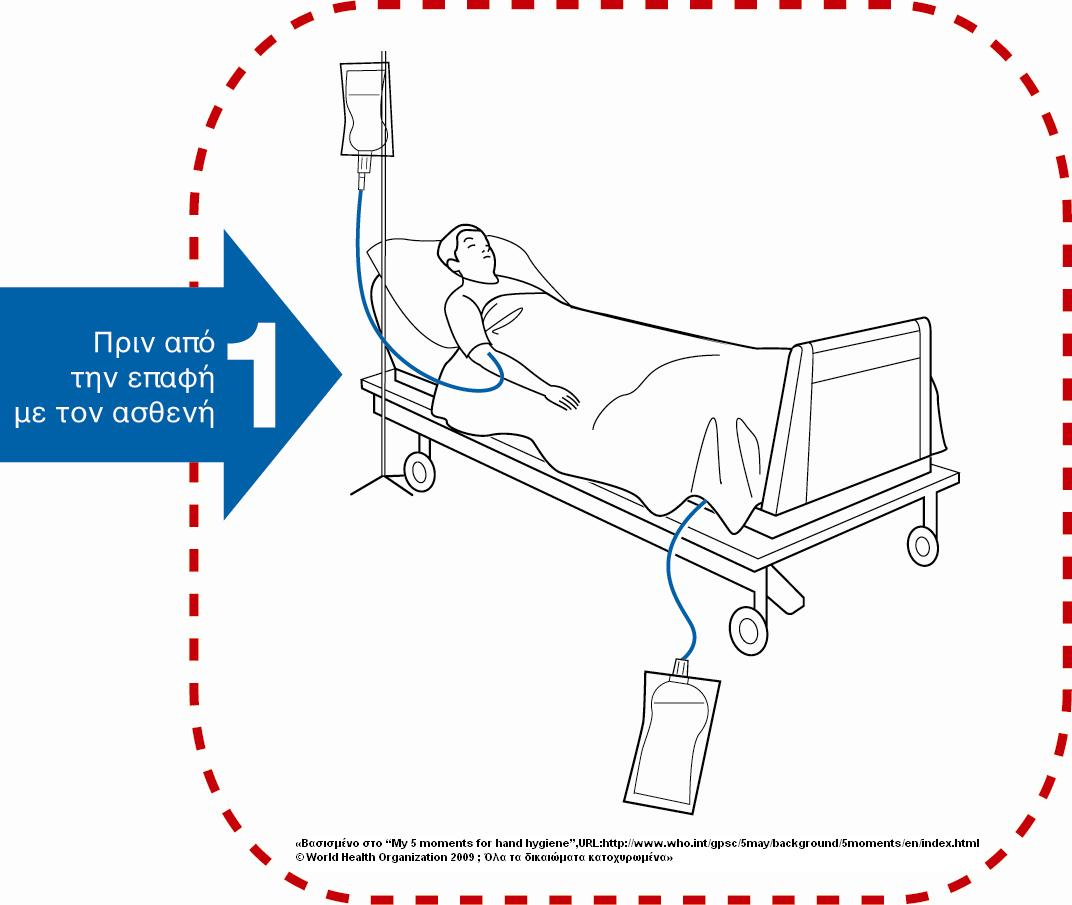 Πριν από
την επαφή
με τον ασθενή
1
«Βασισμένο στο “My 5 moments for hand hygiene”,URL:http://www.who.int/gpsc/5may/background/5moments/en/index.html
© World Health Organization 2009 ; Όλα τα δικαιώματα κατοχυρωμένα»